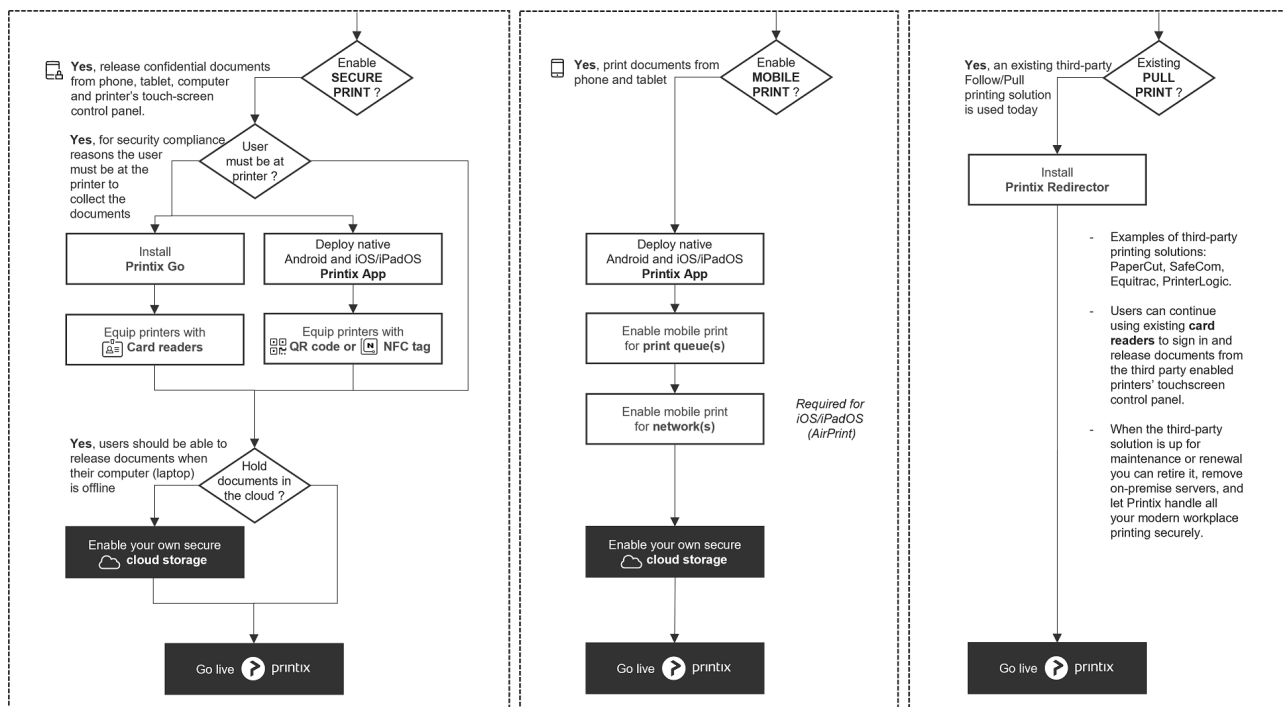 Yes, release confidential documents
from phone, tablet, computer
and printer's touch-screen
control panel.
Enable
SECURE
PRINT ?
Yes, for security compliance
reasons the user
must be at the
printer to
collect the
documents
User
must be at
printer ?
Install
Printix Go
Deploy native
Android and iOS/iPadOS
Printix App
Equip printers with
Card readers
Equip printers with
QR code or N NFC tag
Yes, users should be able to
release documents when
their computer (laptop)
is offline
Hold
documents in
the cloud ?
Enable your own secure
cloud storage
Go live printix
Yes, print documents from
phone and tablet
Enable
MOBILE
PRINT ?
Deploy native
Android and iOS/iPadOS
Printix App
Enable mobile print
for print queue(s)
Enable mobile print
for network(s)
Required for
iOS/iPadOS
(AirPrint)
Enable your own secure
cloud storage
Go live printix
Yes, an existing third-party
Follow/Pull
printing solution
is used today
Existing
PULL
PRINT ?
Install
Printix Redirector
- Examples of third-party
printing solutions:
PaperCut, SafeCom,
Equitrac, PrinterLogic.
- Users can continue
using existing card
readers to sign in and
release documents from
the third party enabled
printers' touchscreen
control panel.
- When the third-party
solution is up for
maintenance or renewal
you can retire it, remove
on-premise servers, and
let Printix handle all
your modern workplace
printing securely.
Go live printix